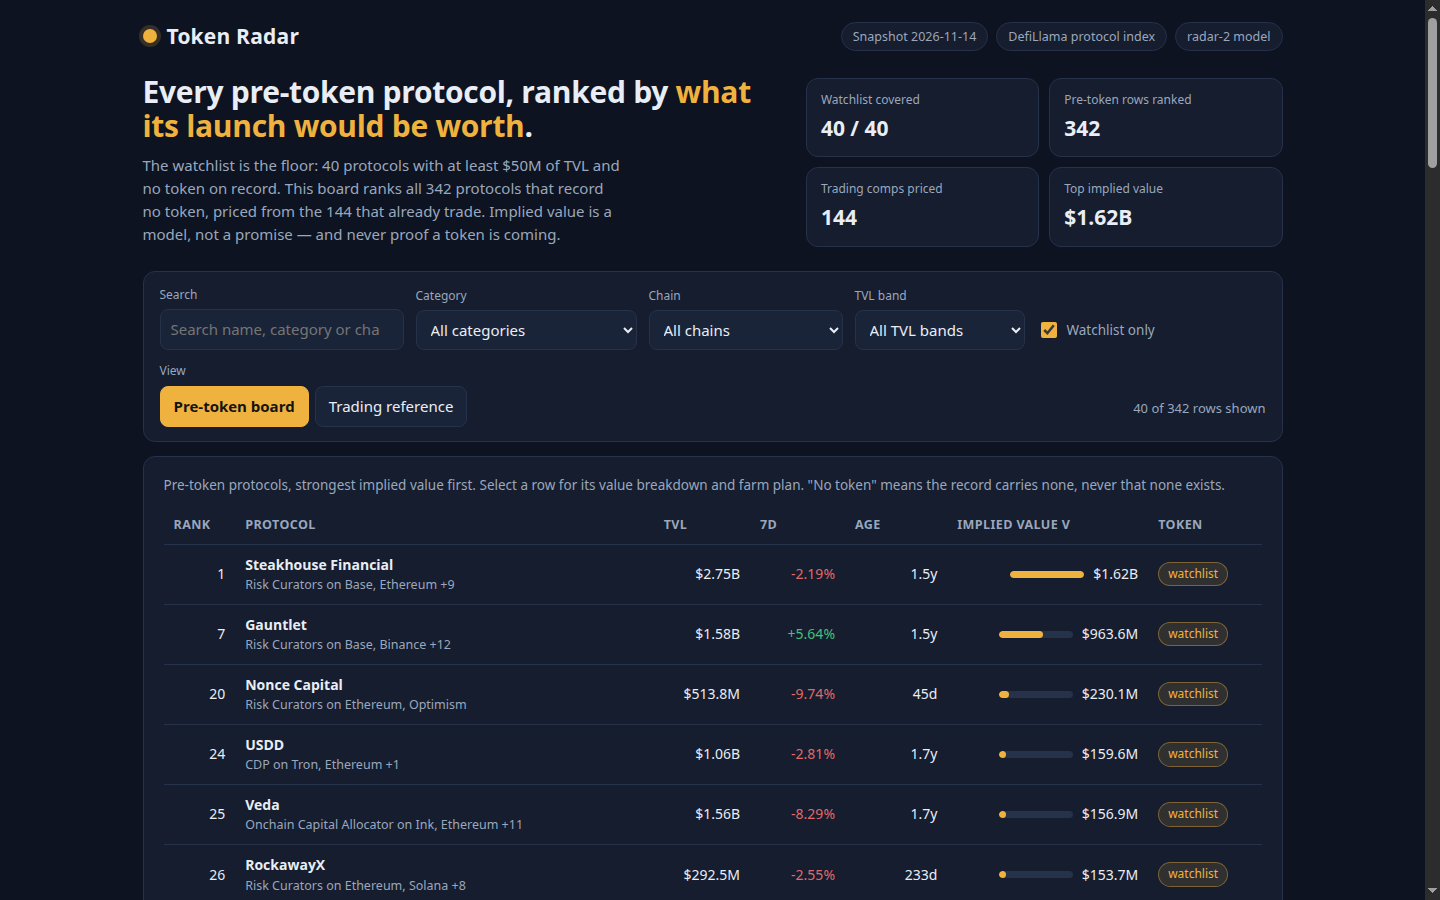 Token Radar
Snapshot 2026-11-14
DefiLlama protocol index
radar-2 model
Every pre-token protocol, ranked by what
its launch would be worth.
The watchlist is the floor: 40 protocols with at least $50M of TVL and
no token on record. This board ranks all 342 protocols that record
no token, priced from the 144 that already trade. Implied value is a
model, not a promise — and never proof a token is coming.
Watchlist covered
40 / 40
Pre-token rows ranked
342
Trading comps priced
144
Top implied value
$1.62B
Search
Search name, category or cha
Category
All categories
Chain
All chains
TVL band
All TVL bands
Watchlist only
View
Pre-token board
Trading reference
40 of 342 rows shown
Pre-token protocols, strongest implied value first. Select a row for its value breakdown and farm plan. "No token" means the record carries none, never that none exists.
RANK PROTOCOL TVL 7D AGE IMPLIED VALUE V TOKEN
1 Steakhouse Financial $2.75B -2.19% 1.5y $1.62B watchlist
Risk Curators on Base, Ethereum +9
7 Gauntlet $1.58B +5.64% 1.5y $963.6M watchlist
Risk Curators on Base, Binance +12
20 Nonce Capital $513.8M -9.74% 45d $230.1M watchlist
Risk Curators on Ethereum, Optimism
24 USDD $1.06B -2.81% 1.7y $159.6M watchlist
CDP on Tron, Ethereum +1
25 Veda $1.56B -8.29% 1.7y $156.9M watchlist
Onchain Capital Allocator on Ink, Ethereum +11
26 RockawayX $292.5M -2.55% 233d $153.7M watchlist
Risk Curators on Ethereum, Solana +8